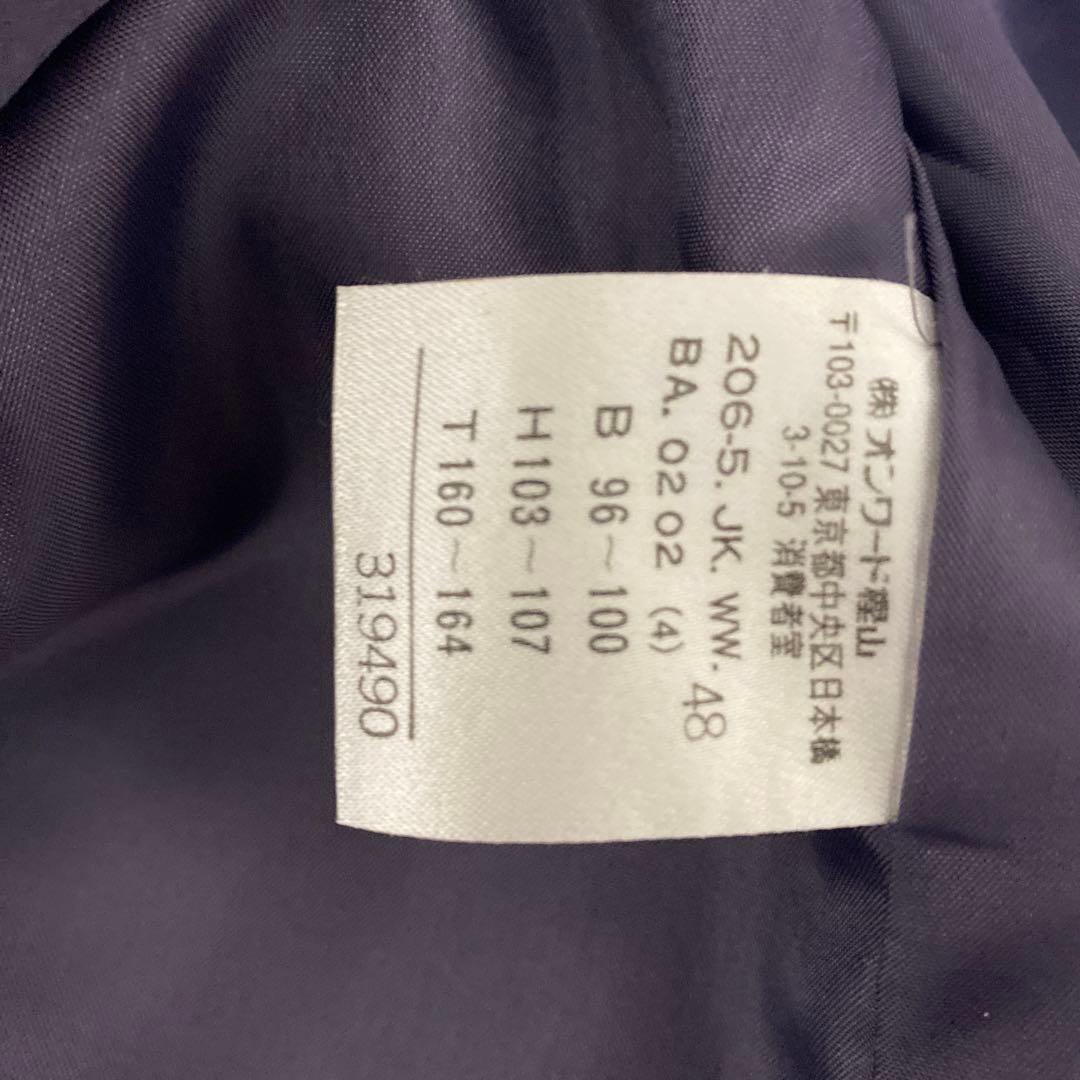 ㈱オンワード樫山
〒103-0027 東京都中央区日本橋
3-10-5 消費者室
206-5. JK. WW. 48
BA. 02 02 (4)
B 96~100
H103~107
T160~164
319490